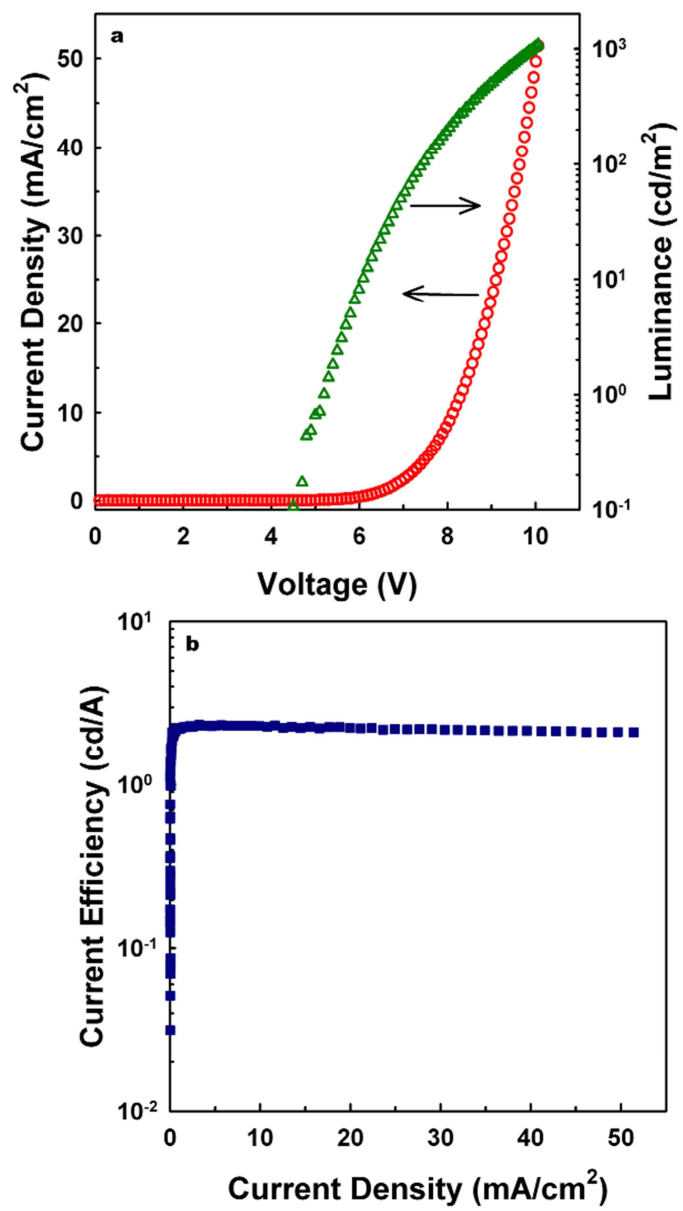 a
50
40
30
20
10
0
Current Density (mA/cm²)
10³
10²
10¹
10⁰
10⁻¹
Luminance (cd/m²)
0 2 4 6 8 10
Voltage (V)
b
10¹
10⁰
10⁻¹
10⁻²
Current Efficiency (cd/A)
0 10 20 30 40 50
Current Density (mA/cm²)